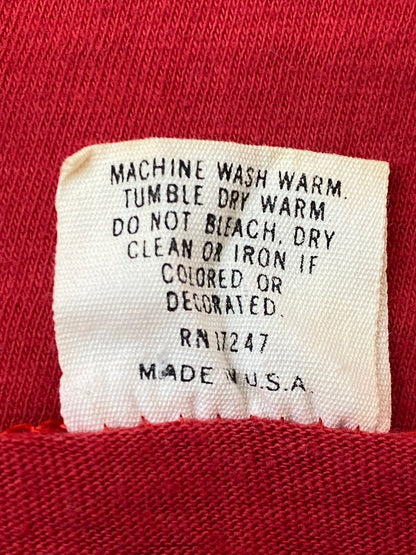 MACHINE WASH WARM.
TUMBLE DRY WARM
DO NOT BLEACH, DRY
CLEAN OR IRON IF
COLORED OR
DECORATED.
RN 17247
MADE IN U.S.A.